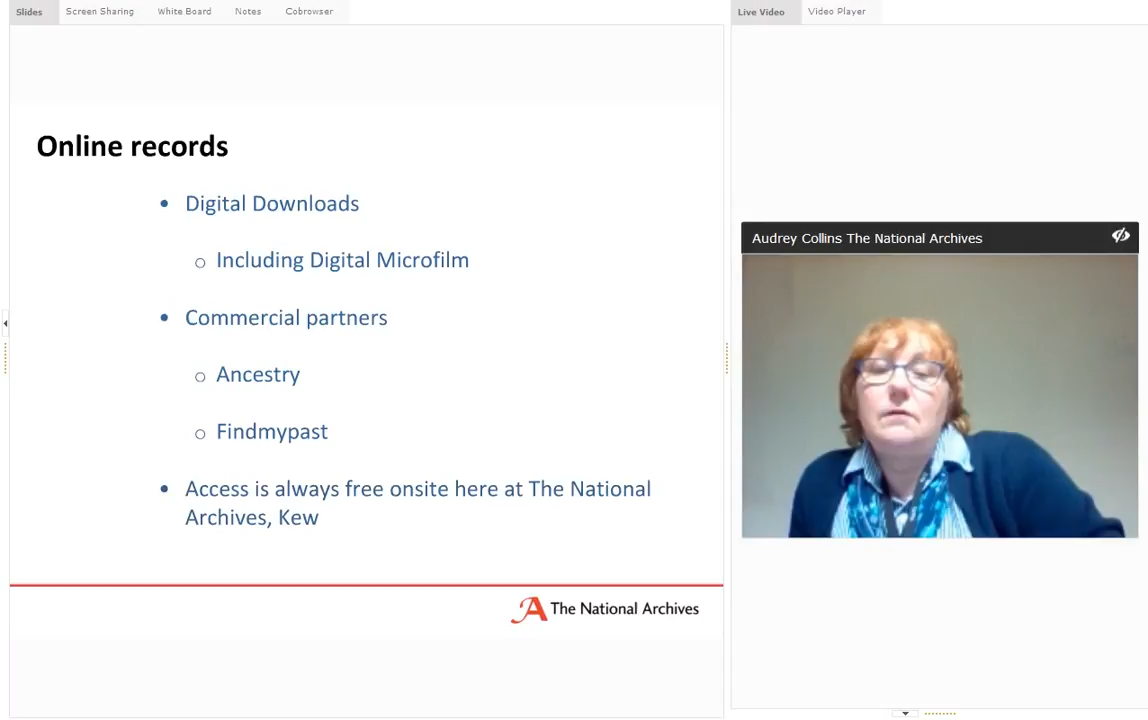 Slides
Screen Sharing
White Board
Notes
Cobrowser
Live Video
Video Player
Online records
Digital Downloads
Including Digital Microfilm
Commercial partners
Ancestry
Findmypast
Access is always free onsite here at The National
Archives, Kew
The National Archives
Audrey Collins The National Archives